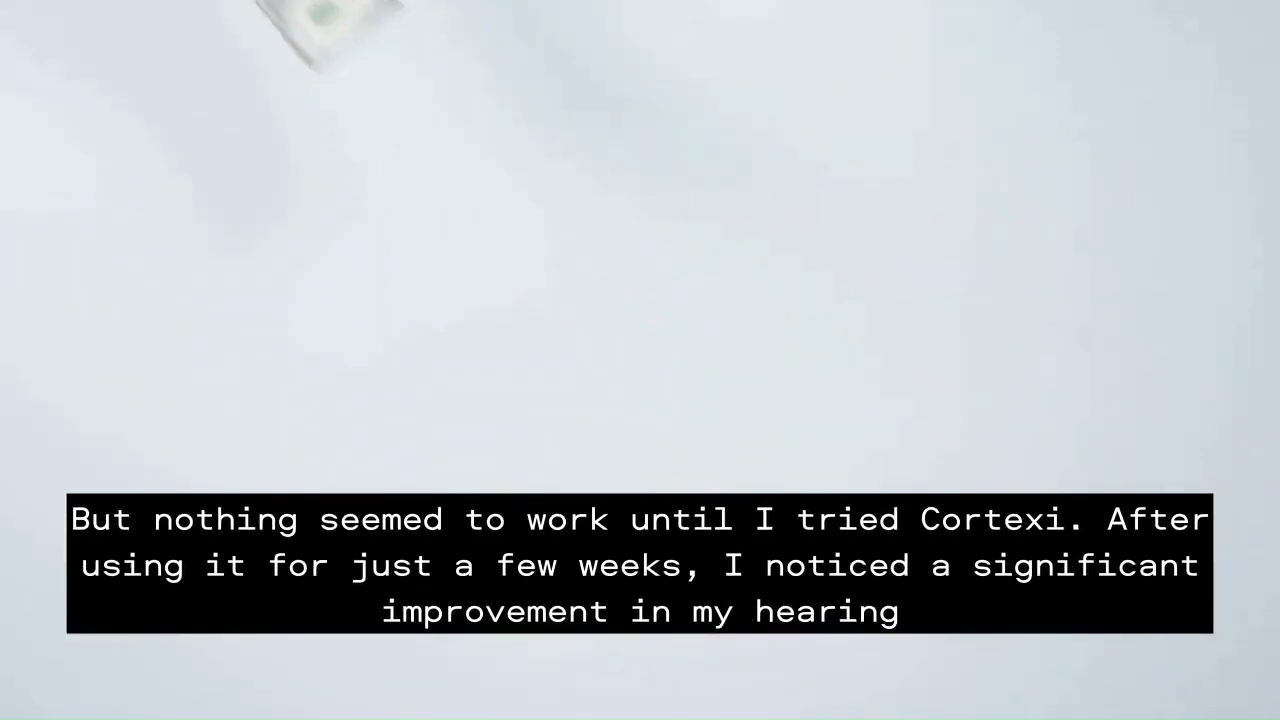 But nothing seemed to work until I tried Cortexi. After
using it for just a few weeks, I noticed a significant
improvement in my hearing